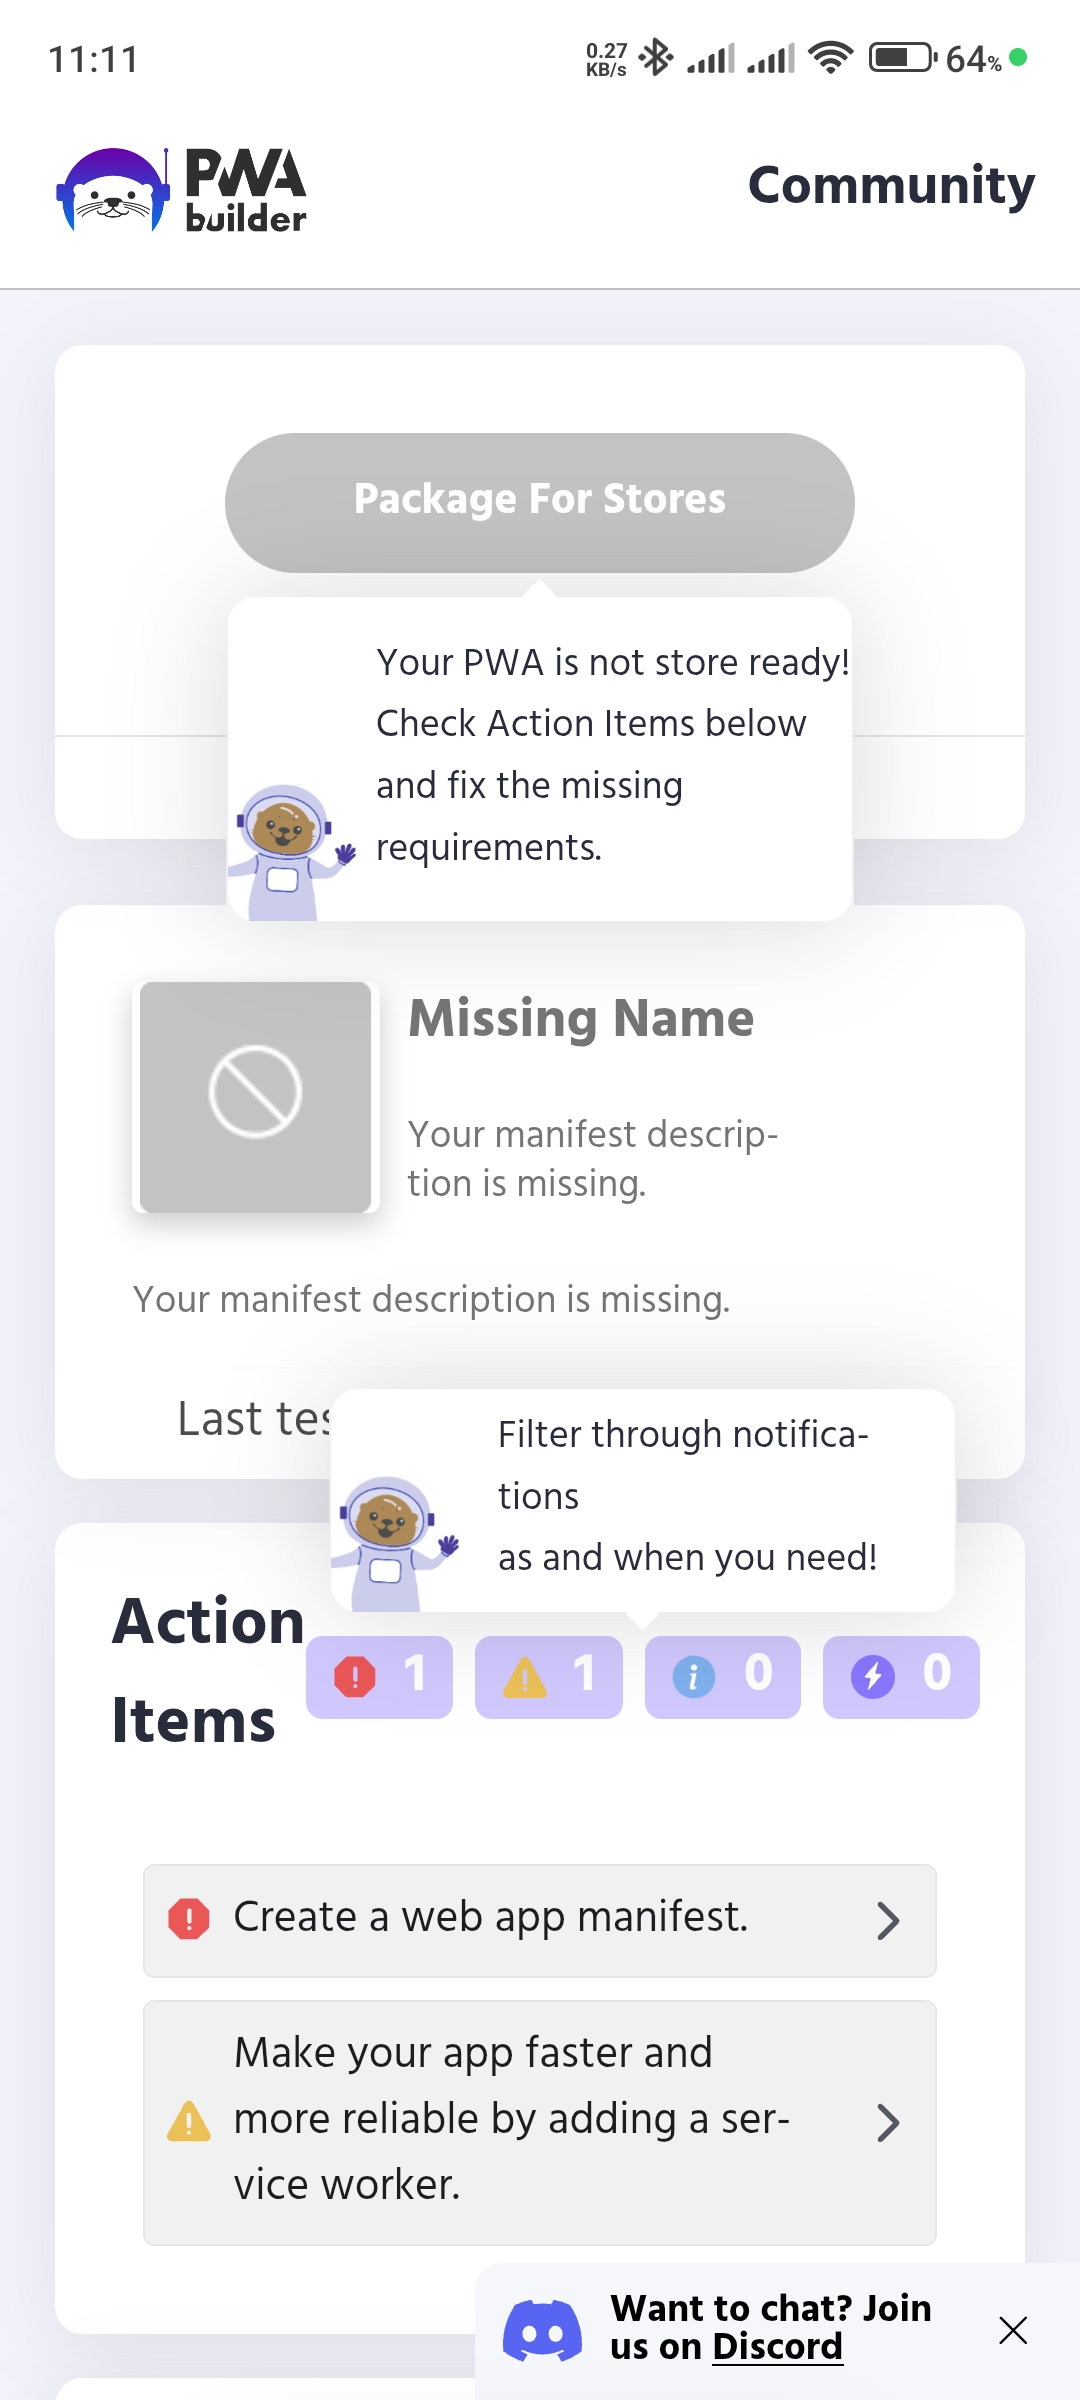 11:11
0.27
KB/s
64%
PWA
builder
Community
Package For Stores
Your PWA is not store ready!
Check Action Items below
and fix the missing
requirements.
Missing Name
Your manifest descrip-
tion is missing.
Your manifest description is missing.
Last tes
Filter through notifica-
tions
as and when you need!
Action
Items
1
1
0
0
Create a web app manifest.
Make your app faster and
more reliable by adding a ser-
vice worker.
Want to chat? Join
us on Discord